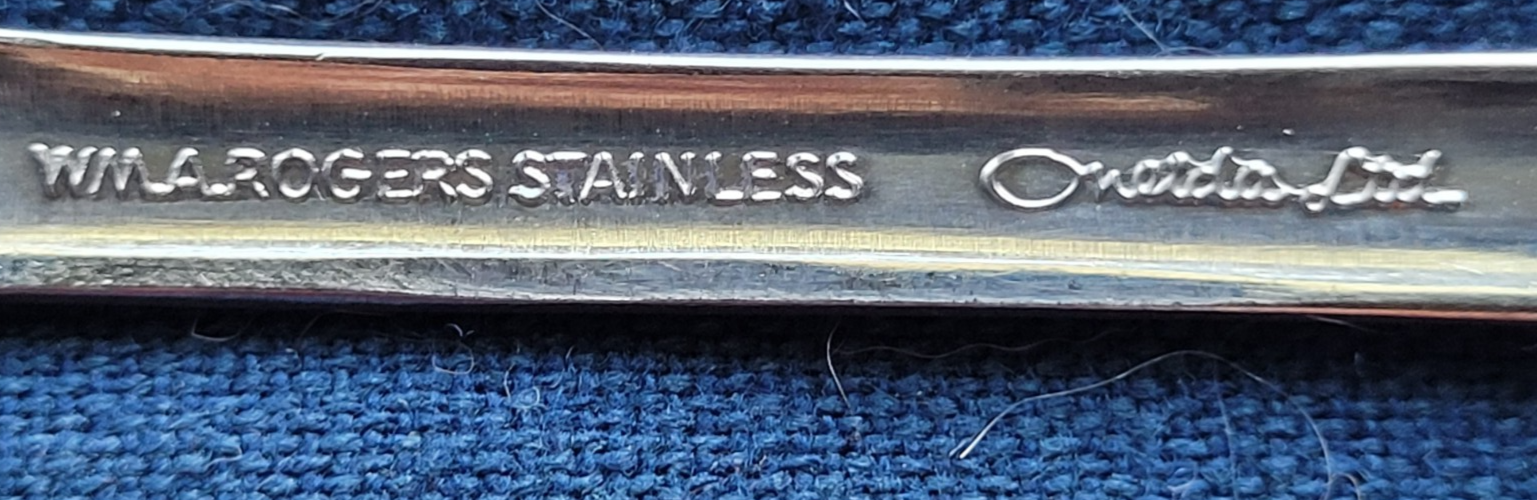 WM.A.ROGERS STAINLESS Oneida Ltd.